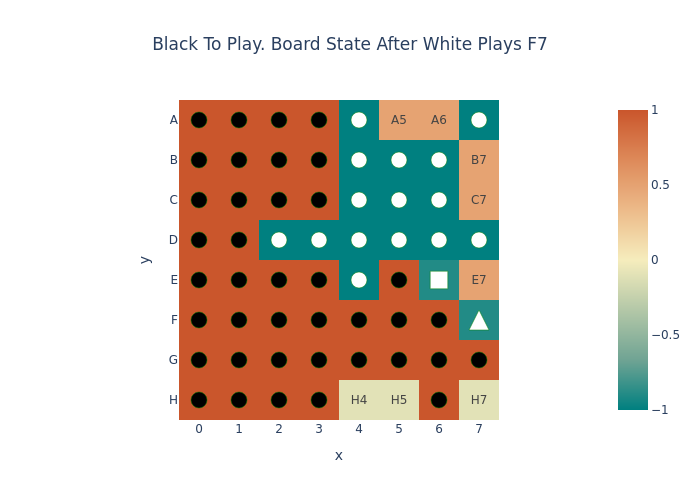 Black To Play. Board State After White Plays F7
A
A5
A6
B
B7
C
C7
D
E
E7
F
G
H
H4
H5
H7
0 1 2 3 4 5 6 7
x
y
1
0.5
0
−0.5
−1